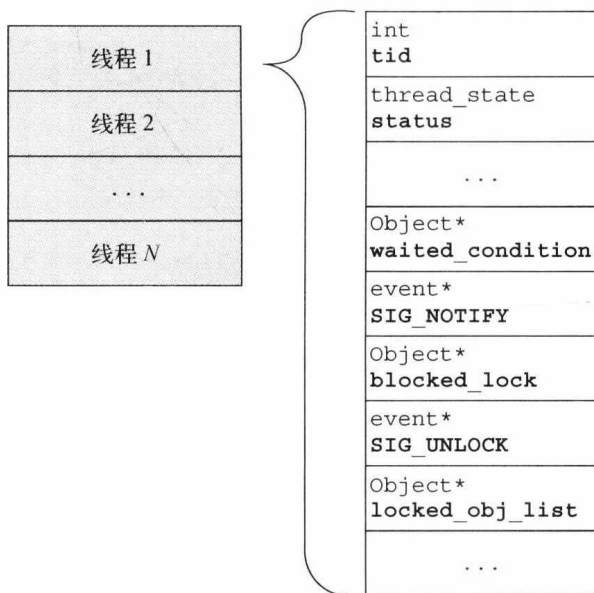 线程 1
线程 2
...
线程 N
int
tid
thread_state
status
...
Object*
waited_condition
event*
SIG_NOTIFY
Object*
blocked_lock
event*
SIG_UNLOCK
Object*
locked_obj_list
...